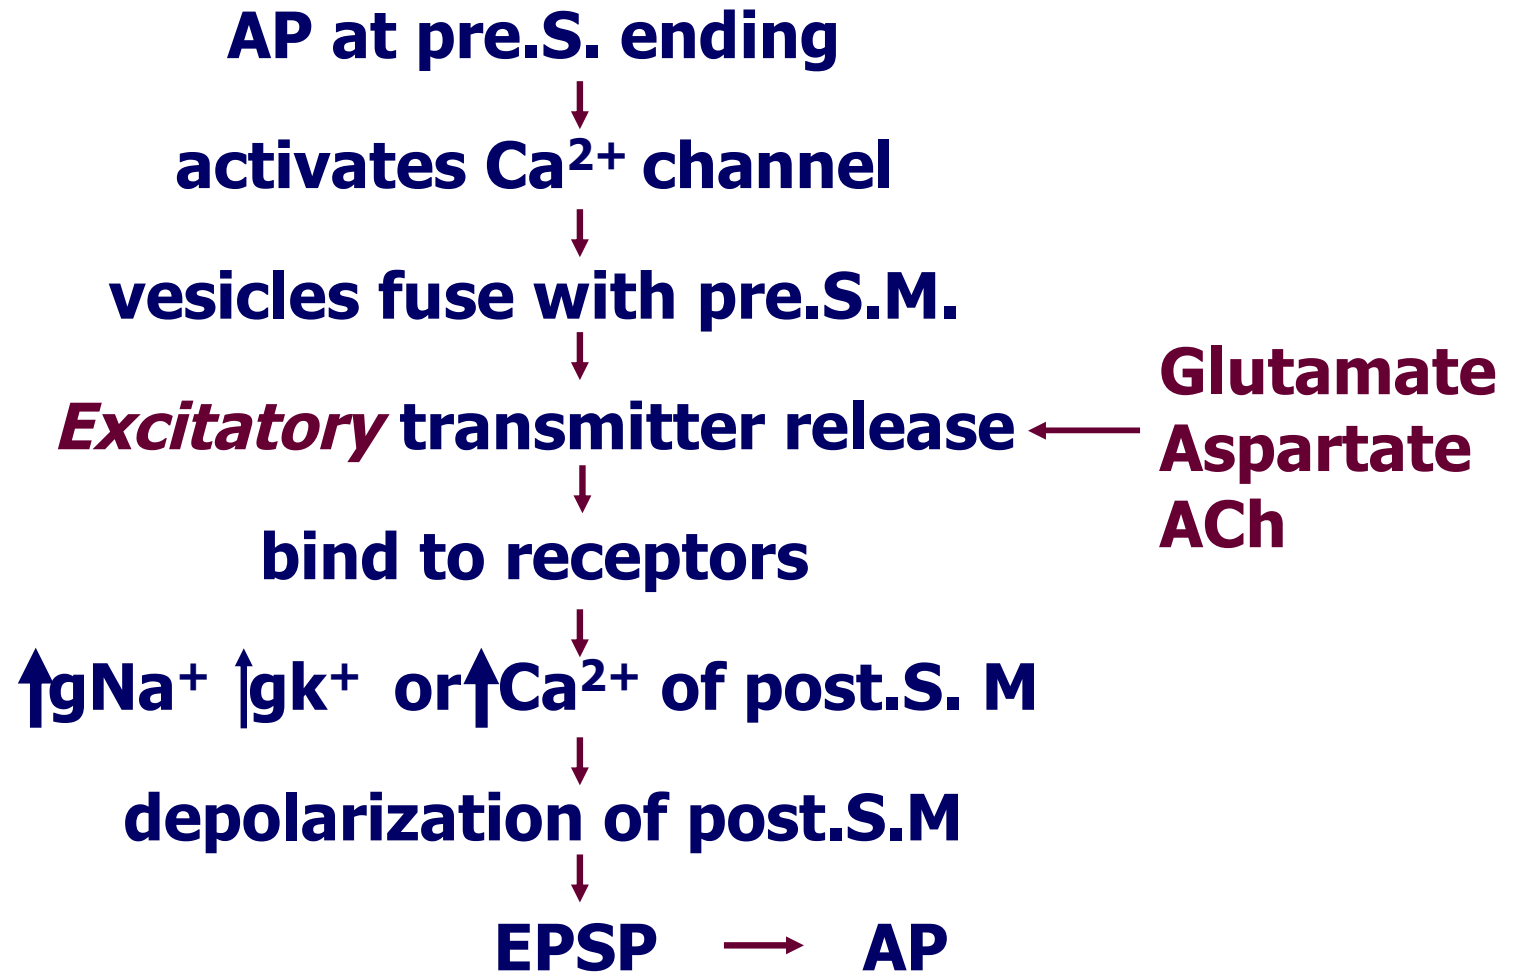 AP at pre.S. ending
activates Ca²⁺ channel
vesicles fuse with pre.S.M.
Excitatory transmitter release
Glutamate
Aspartate
ACh
bind to receptors
↑gNa⁺ ↑gk⁺ or ↑Ca²⁺ of post.S. M
depolarization of post.S.M
EPSP → AP